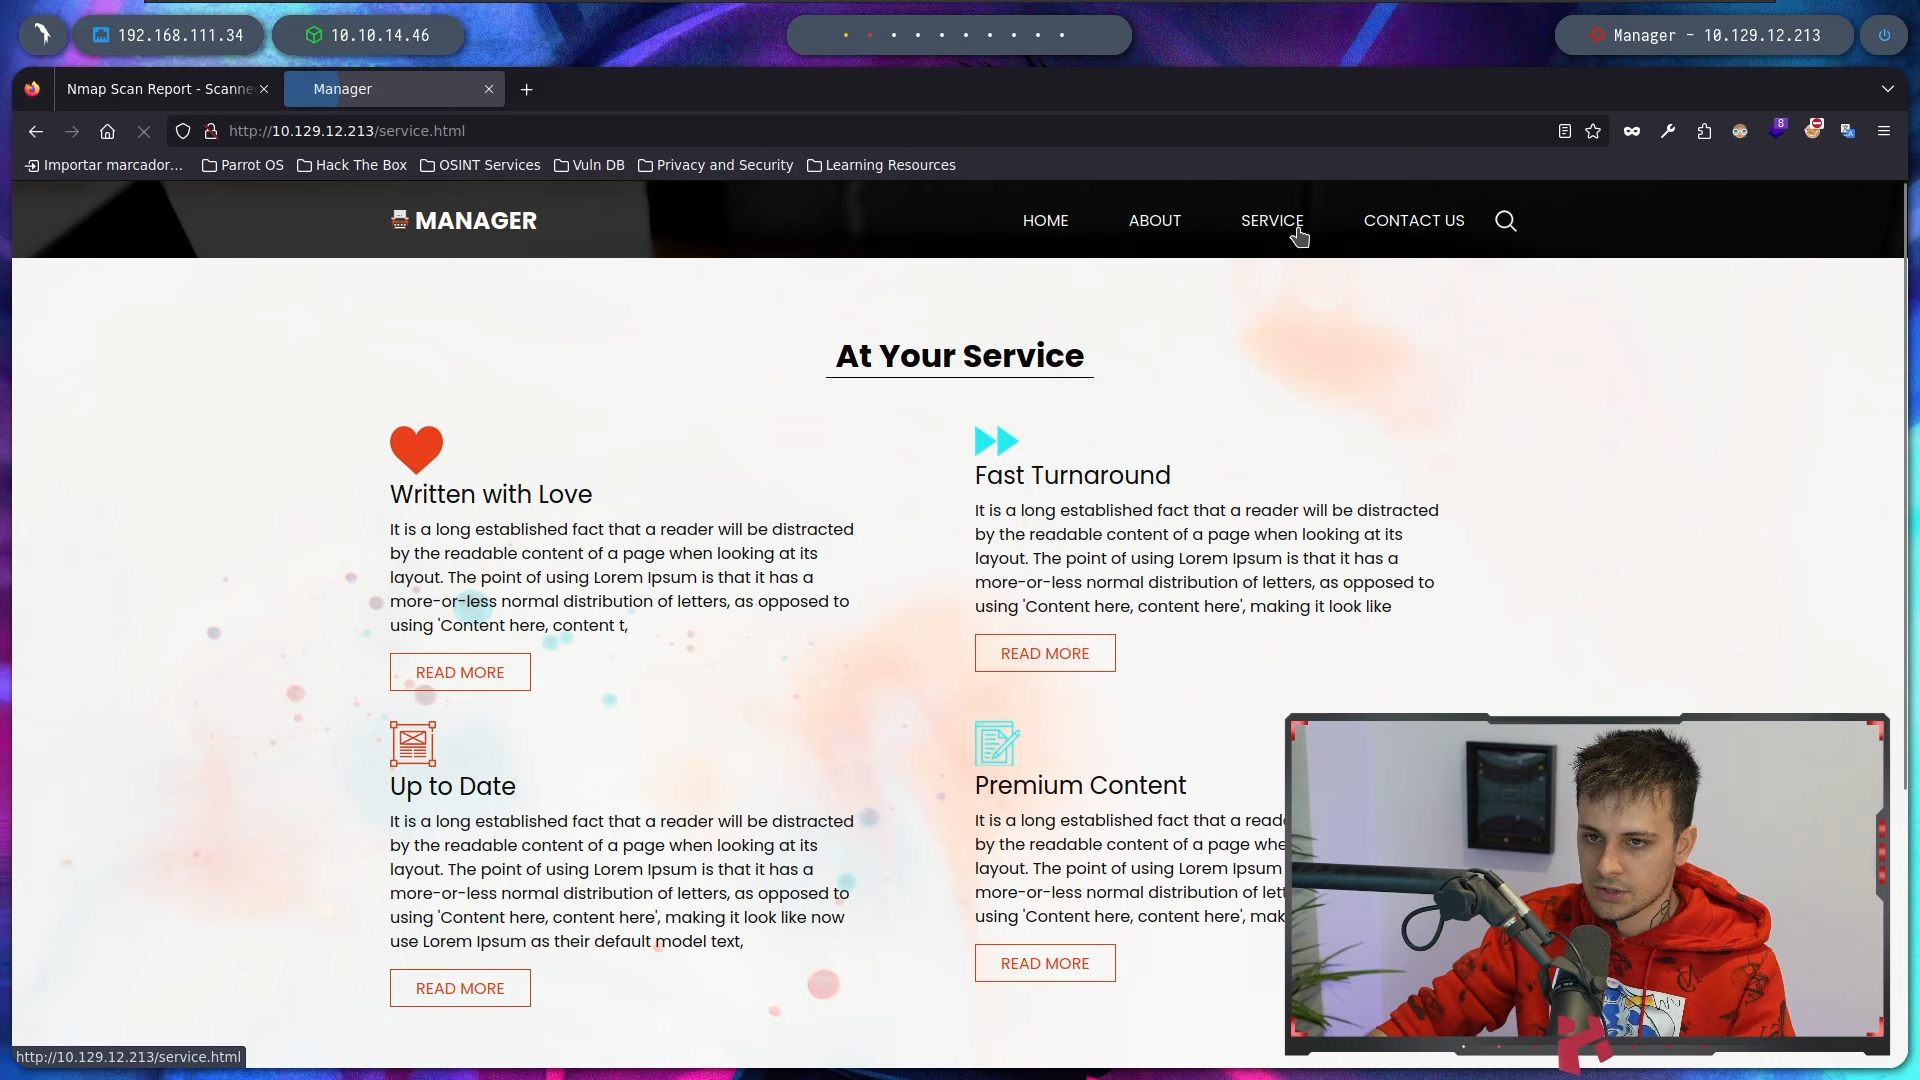 192.168.111.34
10.10.14.46
Manager - 10.129.12.213
Nmap Scan Report - Scanne
Manager
http://10.129.12.213/service.html
8
Importar marcador...
Parrot OS
Hack The Box
OSINT Services
Vuln DB
Privacy and Security
Learning Resources
MANAGER
HOME
ABOUT
SERVICE
CONTACT US
At Your Service
Written with Love
It is a long established fact that a reader will be distracted
by the readable content of a page when looking at its
layout. The point of using Lorem Ipsum is that it has a
more-or-less normal distribution of letters, as opposed to
using 'Content here, content t,
READ MORE
Fast Turnaround
It is a long established fact that a reader will be distracted
by the readable content of a page when looking at its
layout. The point of using Lorem Ipsum is that it has a
more-or-less normal distribution of letters, as opposed to
using 'Content here, content here', making it look like
READ MORE
Up to Date
It is a long established fact that a reader will be distracted
by the readable content of a page when looking at its
layout. The point of using Lorem Ipsum is that it has a
more-or-less normal distribution of letters, as opposed to
using 'Content here, content here', making it look like now
use Lorem Ipsum as their default model text,
READ MORE
Premium Content
It is a long established fact that a read
by the readable content of a page whe
layout. The point of using Lorem Ipsum
more-or-less normal distribution of let
using 'Content here, content here', mak
READ MORE
http://10.129.12.213/service.html